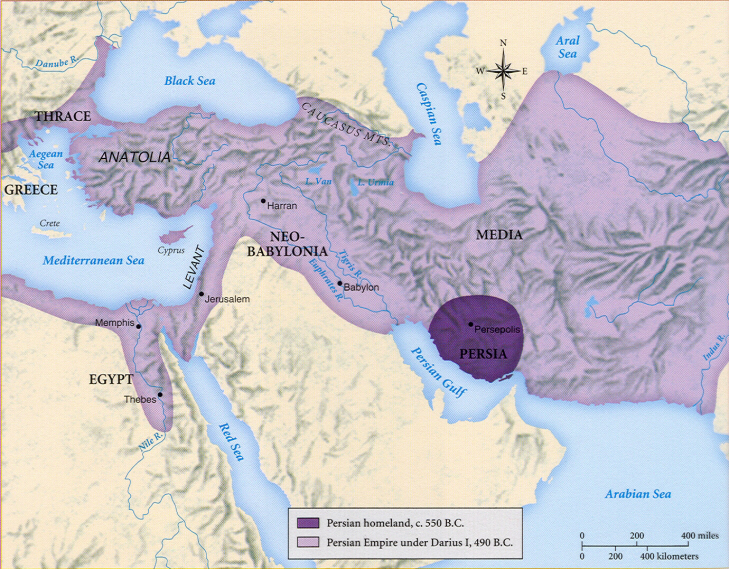 Danube R.
Black Sea
Aral
Sea
N
W
E
S
Caspian Sea
CAUCASUS MTS.
THRACE
Aegean
Sea
ANATOLIA
GREECE
L. Van
L. Urmia
Crete
Harran
Cyprus
Mediterranean Sea
LEVANT
NEO-
BABYLONIA
MEDIA
Tigris R.
Euphrates R.
Babylon
Jerusalem
Memphis
Persepolis
PERSIA
Indus R.
Persian Gulf
EGYPT
Thebes
Nile R.
Red Sea
Arabian Sea
Persian homeland, c. 550 B.C.
Persian Empire under Darius I, 490 B.C.
0 200 400 miles
0 200 400 kilometers